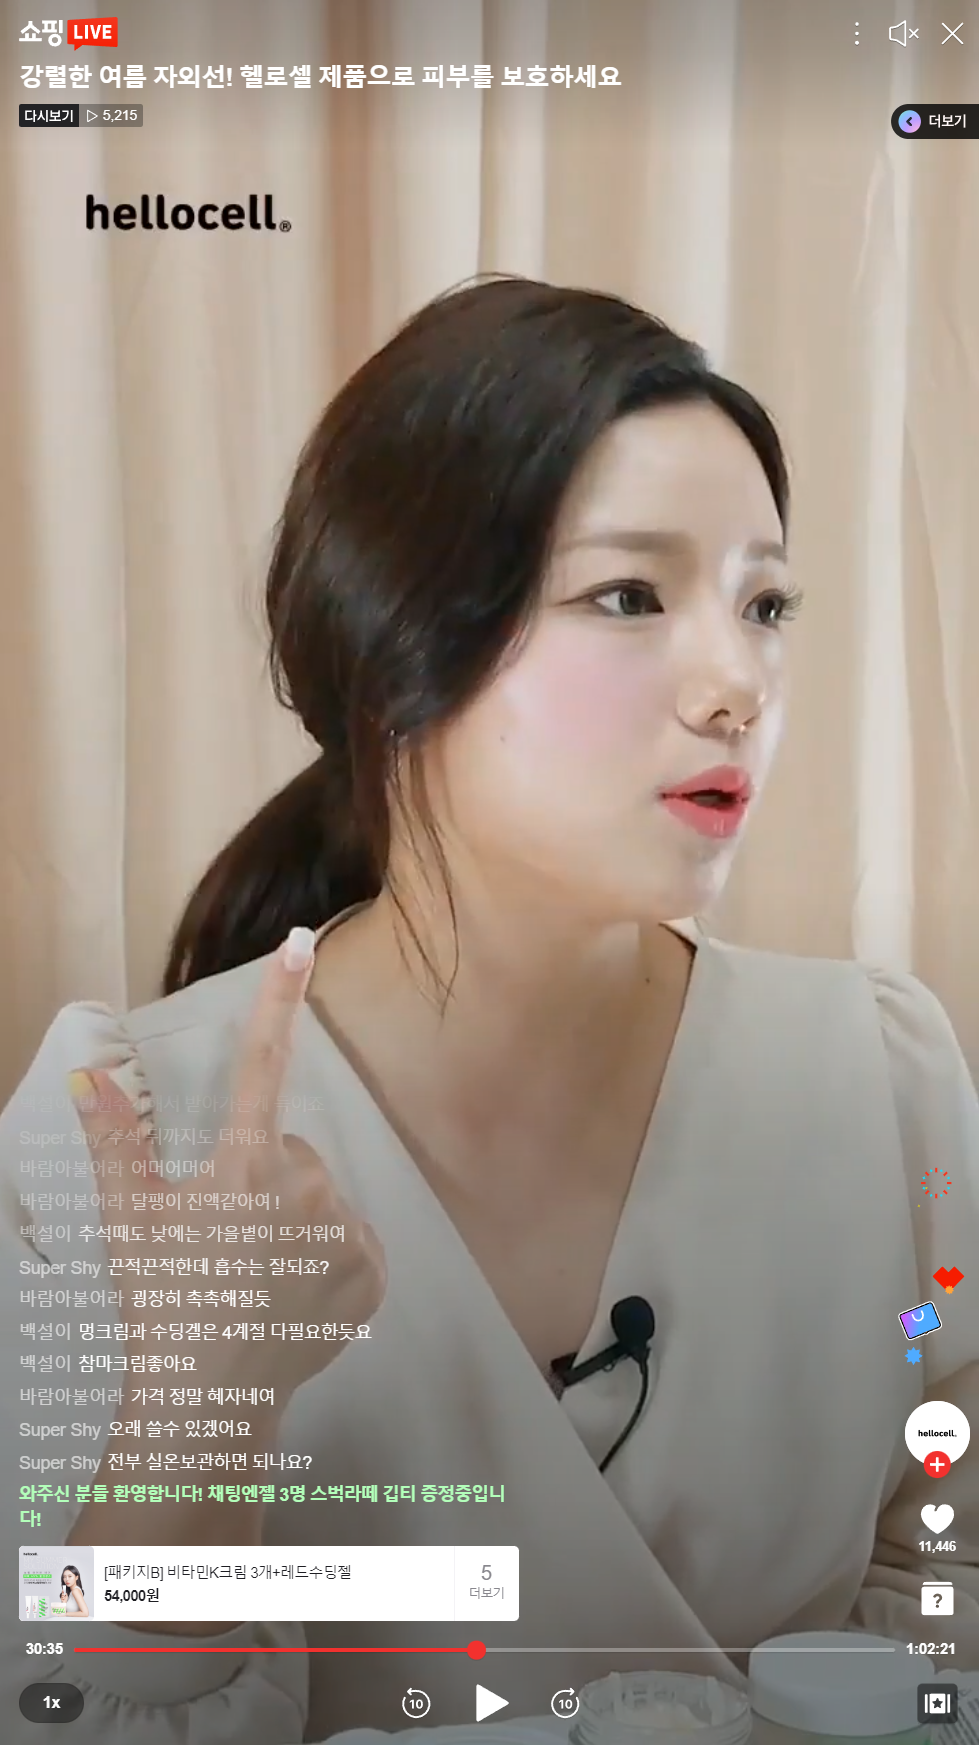 쇼핑 LIVE
강렬한 여름 자외선! 헬로셀 제품으로 피부를 보호하세요
다시보기 ▷ 5,215
더보기
hellocell.®
백설이
Super Shy 추석 뒤까지도 더워요
바람아불어라 어머어머어
바람아불어라 달팽이 진액같아여 !
백설이 추석때도 낮에는 가을볕이 뜨거워여
Super Shy 끈적끈적한데 흡수는 잘되죠?
바람아불어라 굉장히 촉촉해질듯
백설이 멍크림과 수딩겔은 4계절 다필요한듯요
백설이 참마크림좋아요
바람아불어라 가격 정말 혜자네여
Super Shy 오래 쓸수 있겠어요
Super Shy 전부 실온보관하면 되나요?
와주신 분들 환영합니다! 채팅엔젤 3명 스벅라떼 깁티 증정중입니
다!
hellocell.
11,446
[패키지B] 비타민K크림 3개+레드수딩젤
54,000원
5
더보기
30:35
1:02:21
1x
10
10